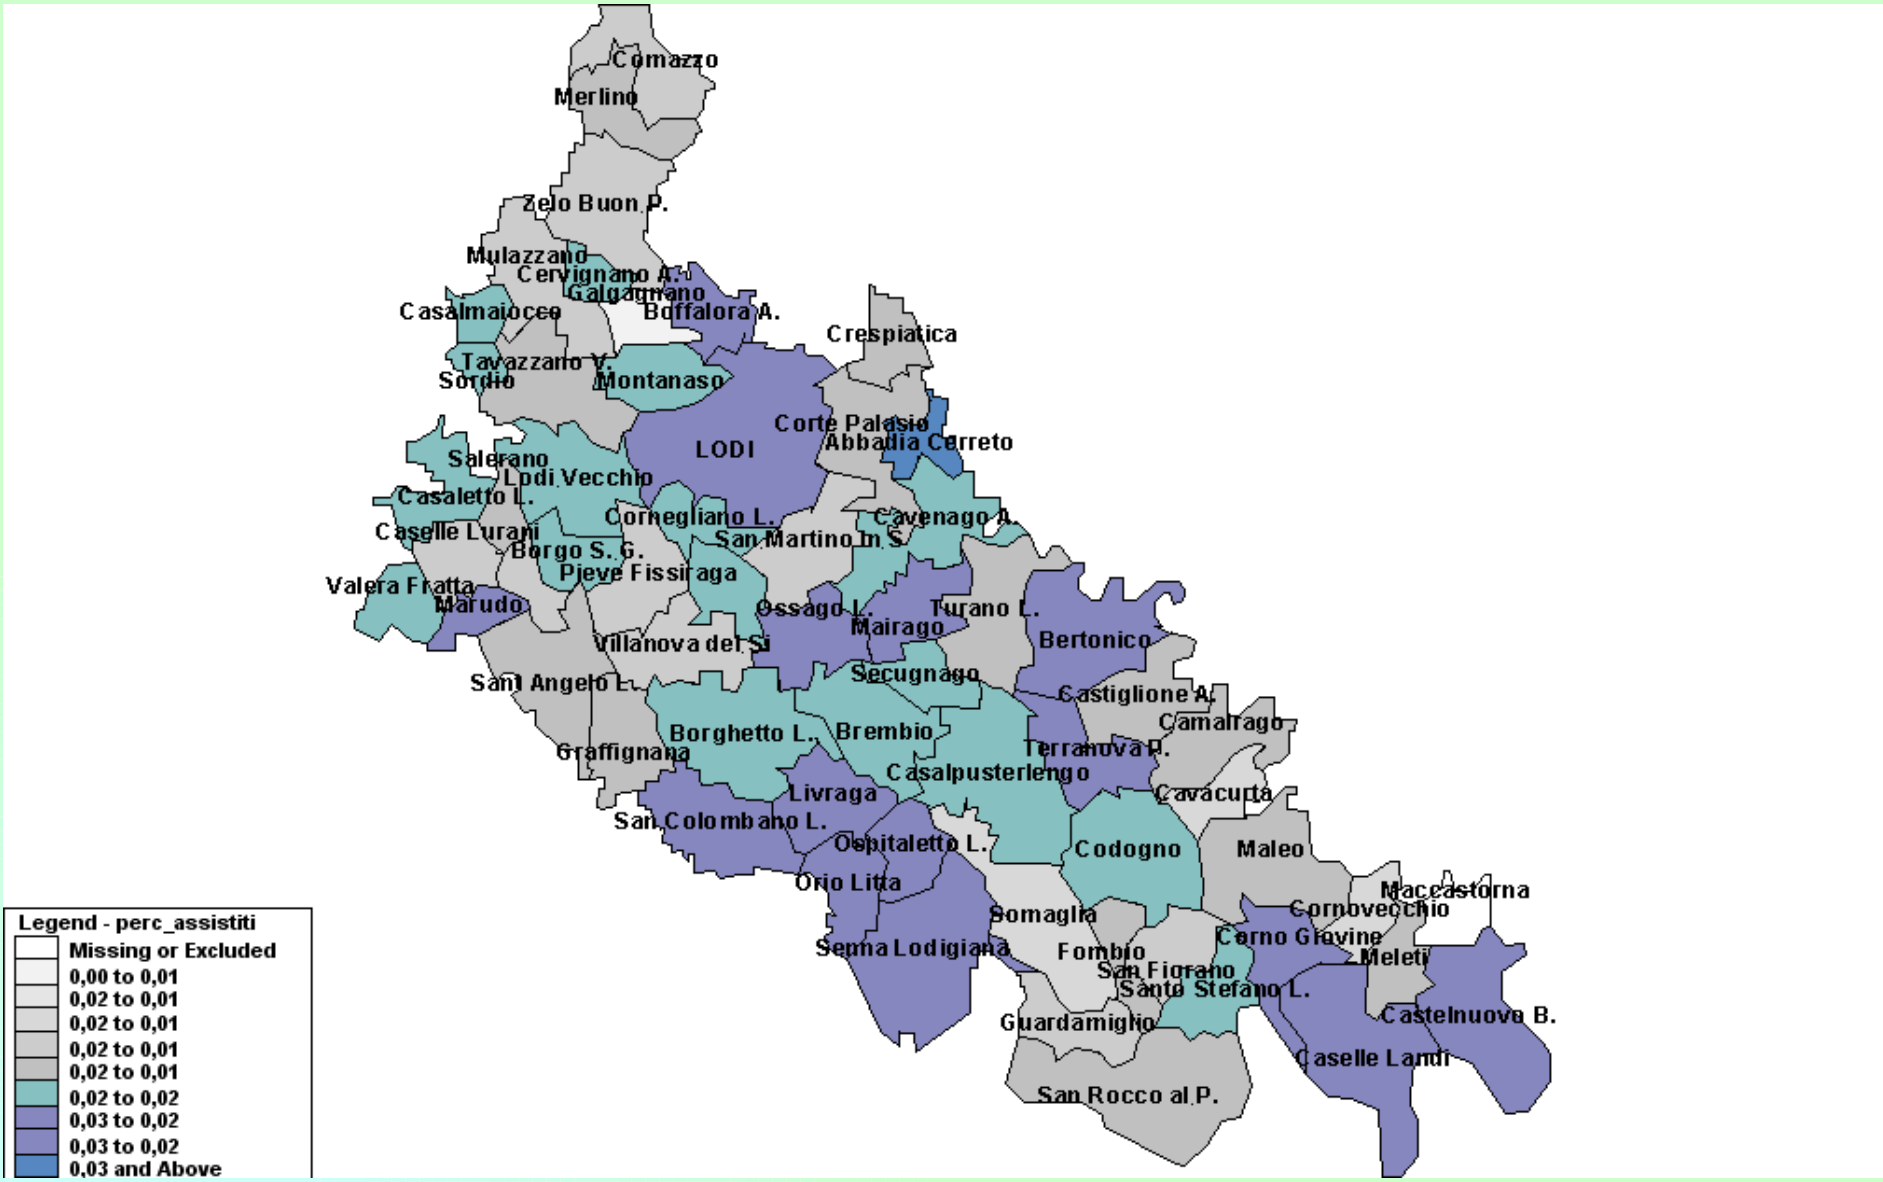 Comazzo
Merlino
Zelo Buon P.
Mulazzano
Cervignano A.
Galgagnano
Casalmaiocco
Boffalora A.
Crespiatica
Tavazzano V.
Sordio
Montanaso
Corte Palasio
Abbadia Cerreto
LODI
Salerano
Lodi Vecchio
Casaletto L.
Cornegliano L.
Cavenago A.
Caselle Lurani
San Martino In S
Borgo S. G.
Pieve Fissiraga
Valera Fratta
Marudo
Ossago L.
Turano L.
Mairago
Bertonico
Villanova del Si
Secugnago
Sant Angelo L.
Castiglione A.
Camairago
Borghetto L.
Brembio
Graffignana
Terranova P.
Casalpusterlengo
Livraga
Cavacurta
San Colombano L.
Ospitaletto L.
Codogno
Maleo
Orio Litta
Maccastorna
Cornovecchio
Somaglia
Corno Giovine
Senna Lodigiana
Fombio
Meleti
San Fiorano
Santo Stefano L.
Guardamiglio
Castelnuovo B.
Caselle Landi
San Rocco al P.
Legend - perc_assistiti
Missing or Excluded
0,00 to 0,01
0,02 to 0,01
0,02 to 0,01
0,02 to 0,01
0,02 to 0,01
0,02 to 0,02
0,03 to 0,02
0,03 to 0,02
0,03 and Above